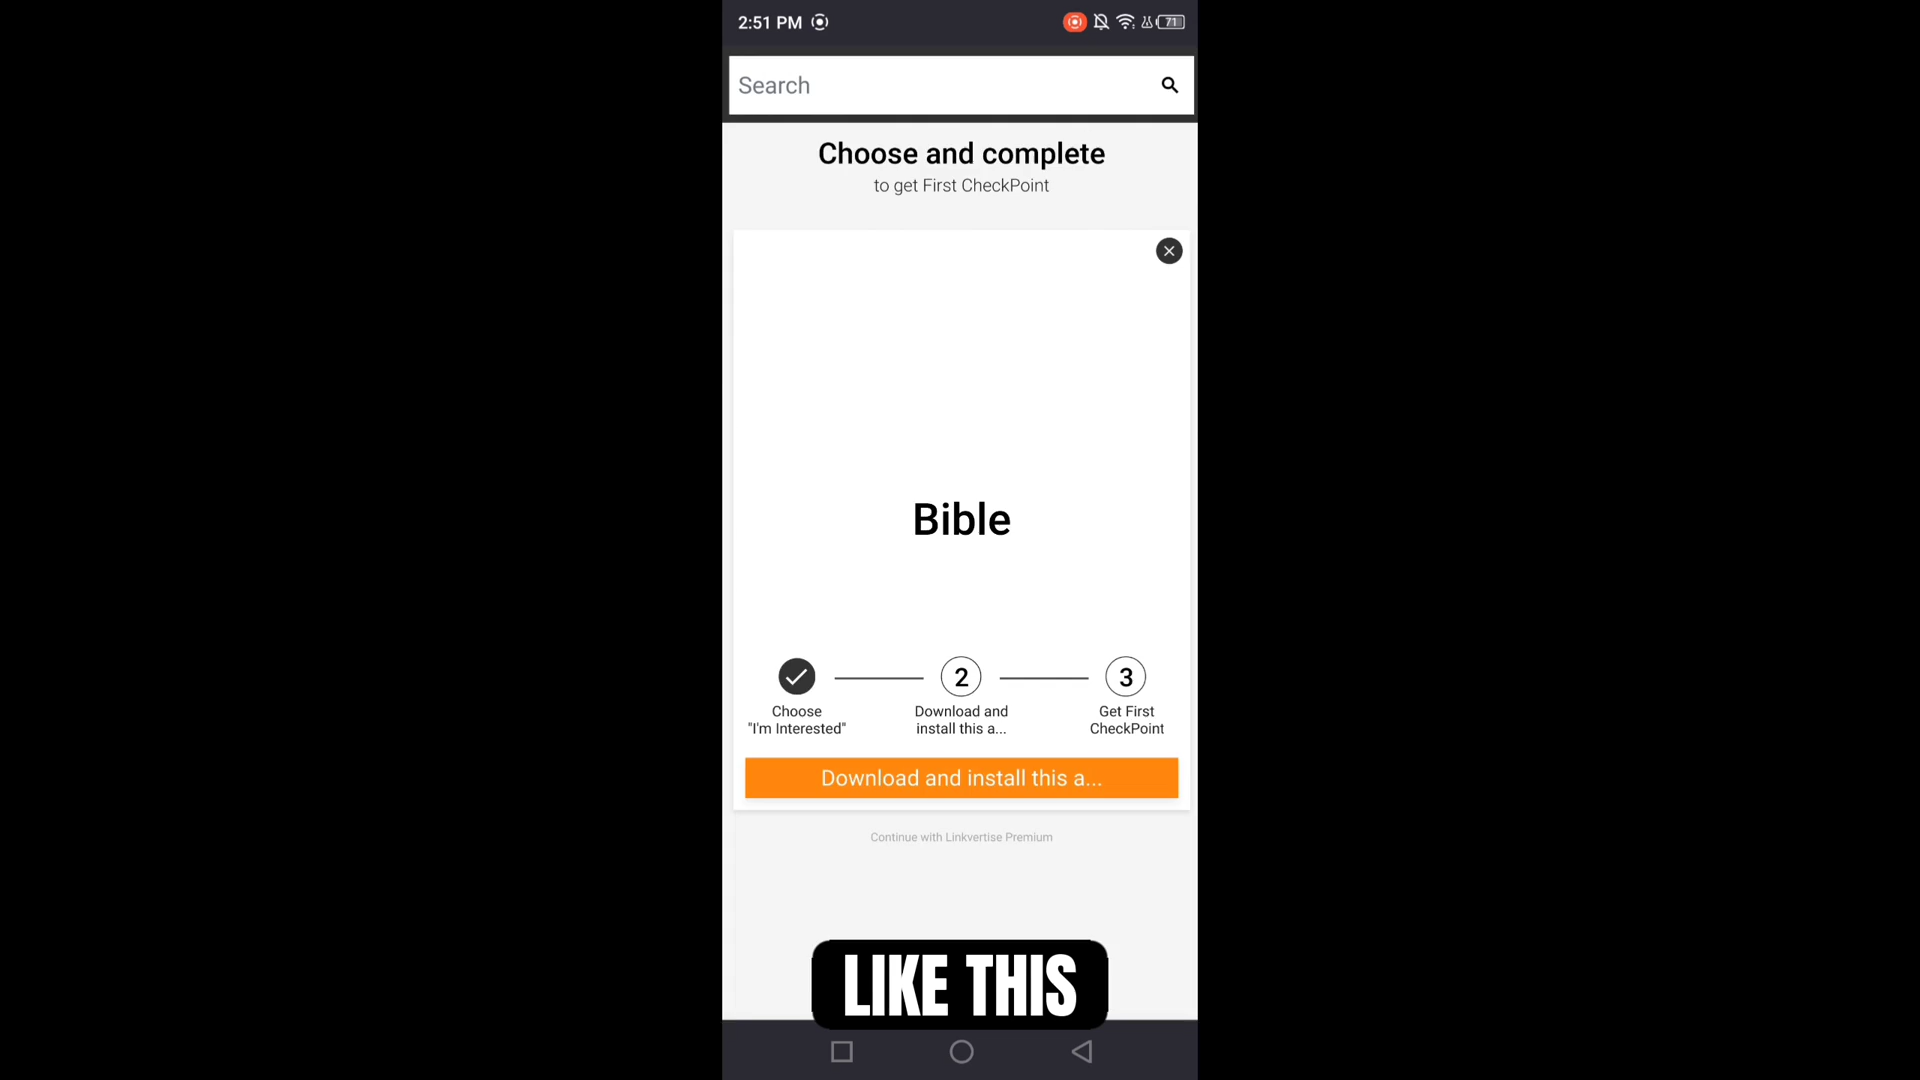 2:51 PM
71
Search
Choose and complete
to get First CheckPoint
Bible
2
3
Choose
"I'm Interested"
Download and
install this a...
Get First
CheckPoint
Download and install this a...
Continue with Linkvertise Premium
LIKE THIS